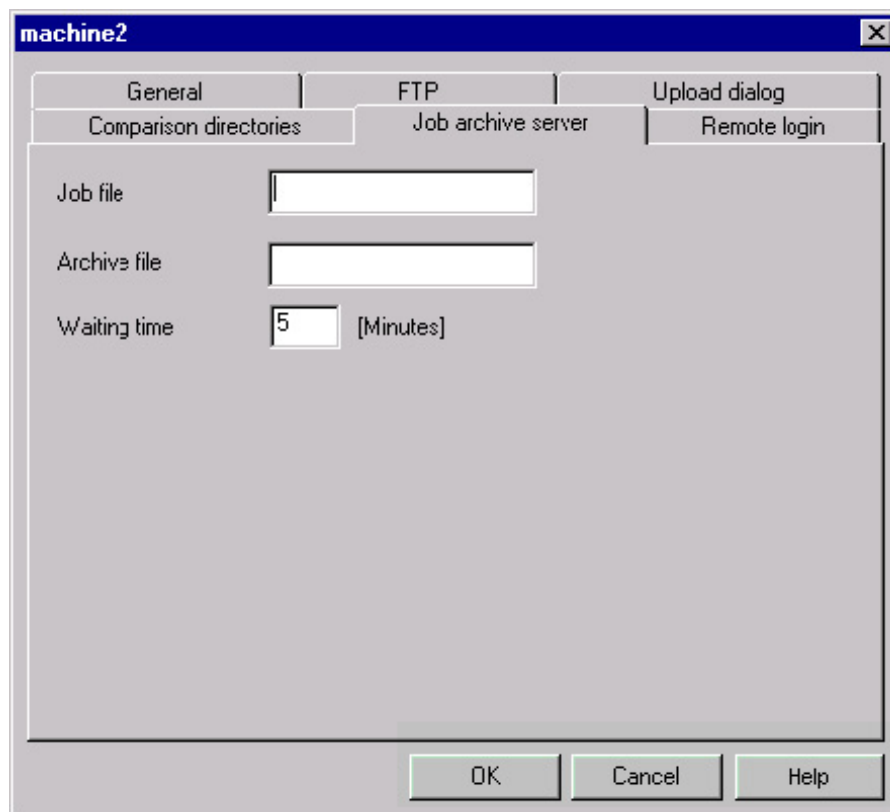 machine2
General FTP Upload dialog
Comparison directories Job archive server Remote login
Job file
Archive file
Waiting time 5 [Minutes]
OK Cancel Help